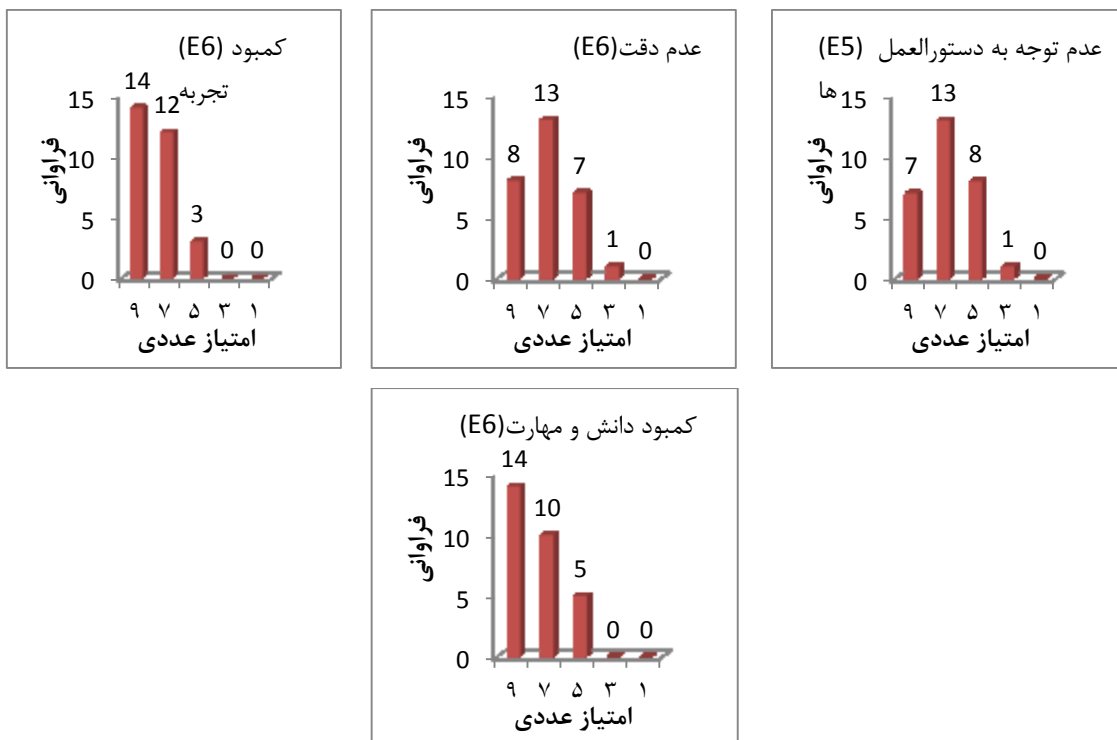 عدم توجه به دستورالعمل (E5)
ها
15
10
5
0
7
13
8
1
0
فراوانی
۹ ۷ ۵ ۳ ۱
امتیاز عددی
عدم دقت(E6)
15
10
5
0
8
13
7
1
0
فراوانی
۹ ۷ ۵ ۳ ۱
امتیاز عددی
کمبود (E6)
تجربه
15
10
5
0
14
12
3
0
0
فراوانی
۹ ۷ ۵ ۳ ۱
امتیاز عددی
کمبود دانش و مهارت(E6)
15
10
5
0
14
10
5
0
0
فراوانی
۹ ۷ ۵ ۳ ۱
امتیاز عددی